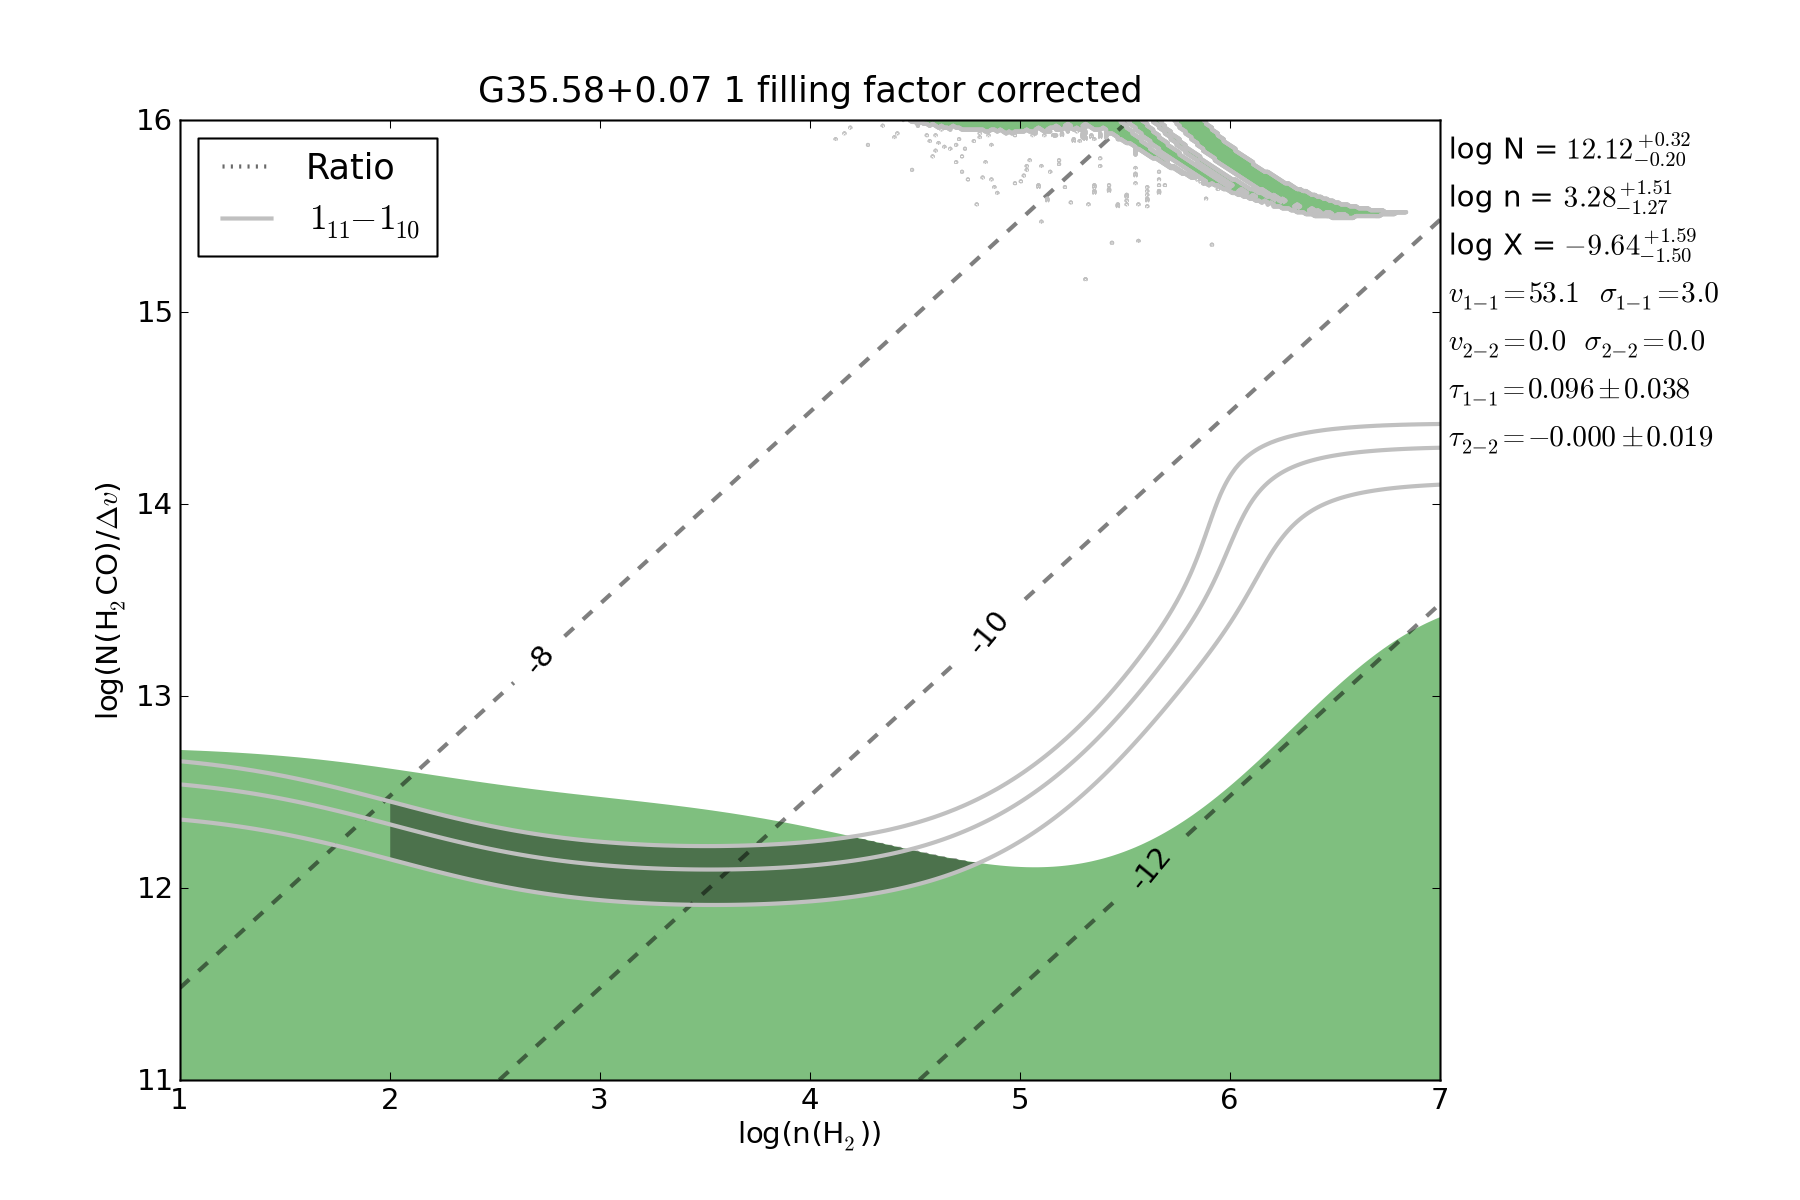 G35.58+0.07 1 filling factor corrected
Ratio
1₁₁−1₁₀
log N = 12.12^{+0.32}_{−0.20}
log n = 3.28^{+1.51}_{−1.27}
log X = −9.64^{+1.59}_{−1.50}
v₁₋₁=53.1 σ₁₋₁=3.0
v₂₋₂=0.0 σ₂₋₂=0.0
τ₁₋₁=0.096±0.038
τ₂₋₂=−0.000±0.019
log(N(H₂CO)/Δv)
16
15
14
13
12
11
-8
-10
-12
1 2 3 4 5 6 7
log(n(H₂))